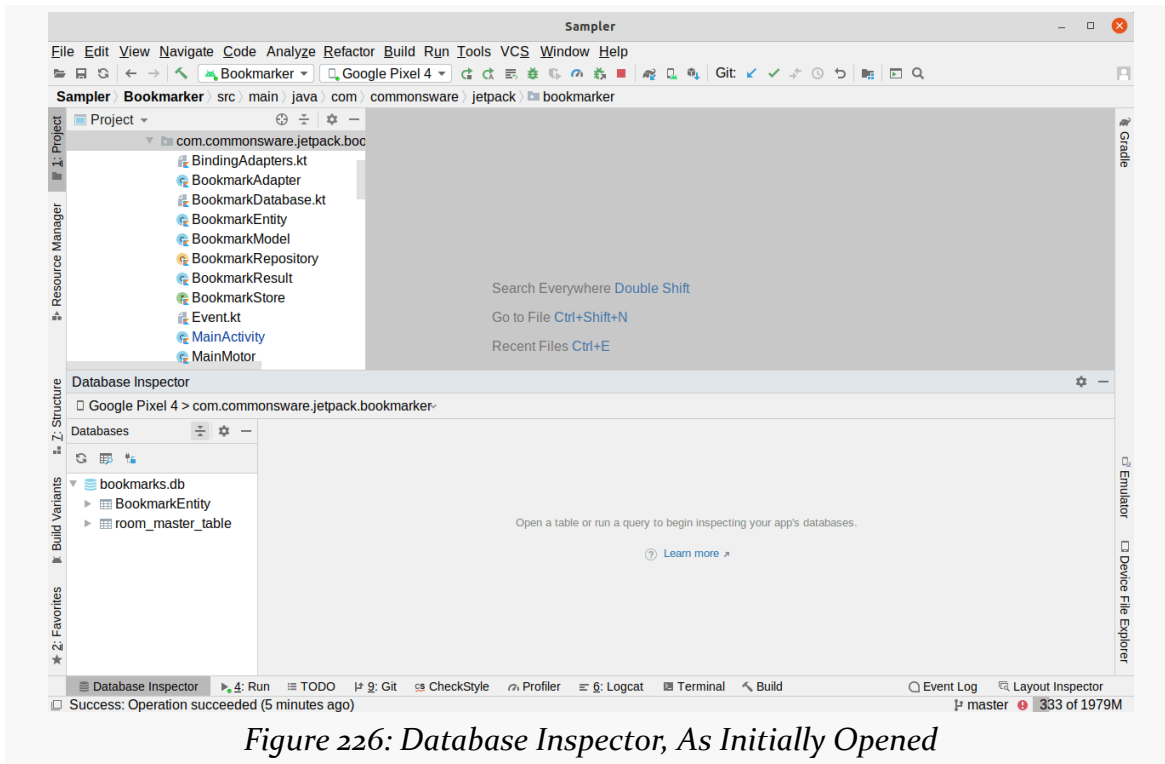 Sampler
File Edit View Navigate Code Analyze Refactor Build Run Tools VCS Window Help
Bookmarker Google Pixel 4 Git:
Sampler Bookmarker src main java com commonsware jetpack bookmarker
1: Project
Resource Manager
7: Structure
Build Variants
2: Favorites
Project
com.commonsware.jetpack.boo
BindingAdapters.kt
BookmarkAdapter
BookmarkDatabase.kt
BookmarkEntity
BookmarkModel
BookmarkRepository
BookmarkResult
BookmarkStore
Event.kt
MainActivity
MainMotor
Search Everywhere Double Shift
Go to File Ctrl+Shift+N
Recent Files Ctrl+E
Gradle
Emulator
Device File Explorer
Database Inspector
Google Pixel 4 > com.commonsware.jetpack.bookmarker
Databases
bookmarks.db
BookmarkEntity
room_master_table
Open a table or run a query to begin inspecting your app's databases.
? Learn more
Database Inspector 4: Run TODO 9: Git CheckStyle Profiler 6: Logcat Terminal Build Event Log Layout Inspector
Success: Operation succeeded (5 minutes ago) master 333 of 1979M
Figure 226: Database Inspector, As Initially Opened